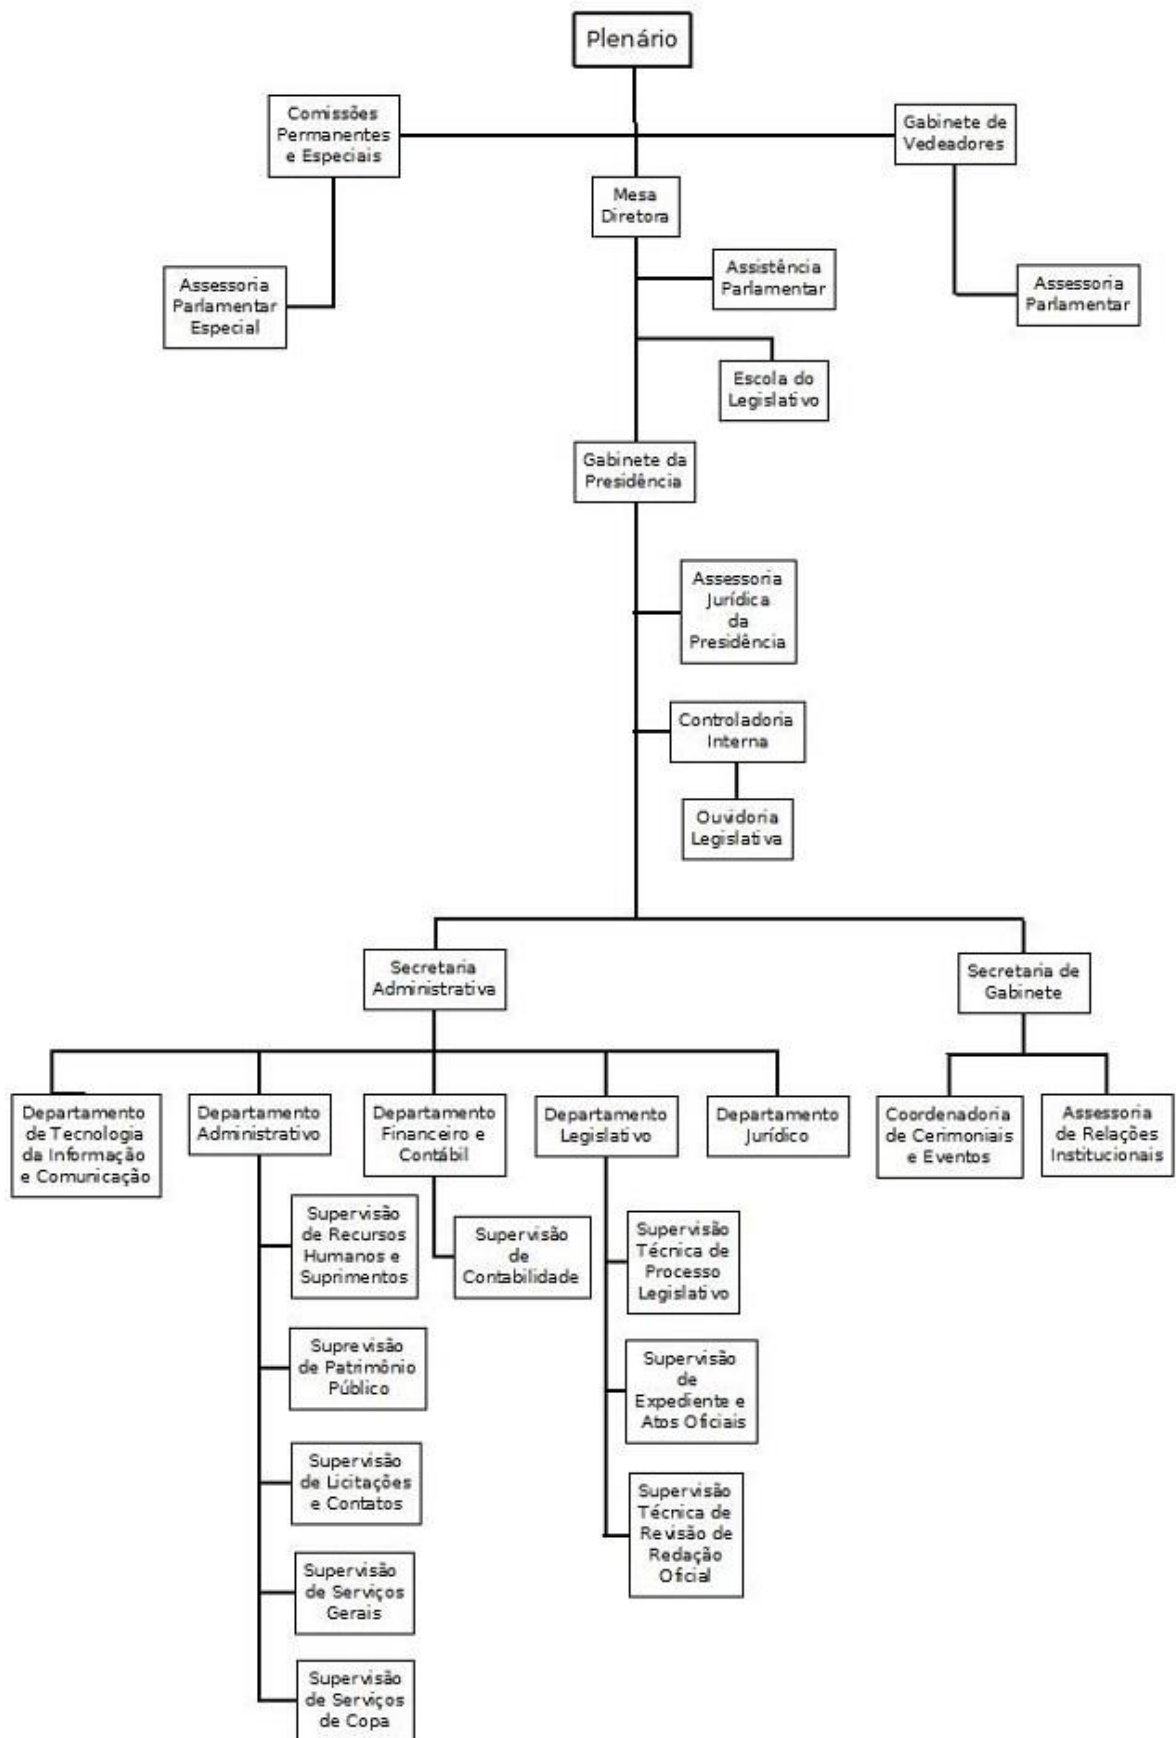 Plenário
Comissões
Permanentes
e Especiais
Gabinete de
Vedeadores
Mesa
Diretora
Assistência
Parlamentar
Assessoria
Parlamentar
Especial
Assessoria
Parlamentar
Escola do
Legislativo
Gabinete da
Presidência
Assessoria
Jurídica
da
Presidência
Controladoria
Interna
Ouvidoria
Legislativa
Secretaria
Administrativa
Secretaria de
Gabinete
Departamento
de Tecnologia
da Informação
e Comunicação
Departamento
Administrativo
Departamento
Financeiro e
Contábil
Departamento
Legislativo
Departamento
Jurídico
Coordenadoria
de Cerimoniais
e Eventos
Assessoria
de Relações
Institucionais
Supervisão
de Recursos
Humanos e
Suprimentos
Supervisão
de
Contabilidade
Supervisão
Técnica de
Processo
Legislativo
Suprevisão
de Patrimônio
Público
Supervisão
de
Expediente e
Atos Oficiais
Supervisão
de Licitações
e Contatos
Supervisão
Técnica de
Revisão de
Redação
Oficial
Supervisão
de Serviços
Gerais
Supervisão
de Serviços
de Copa